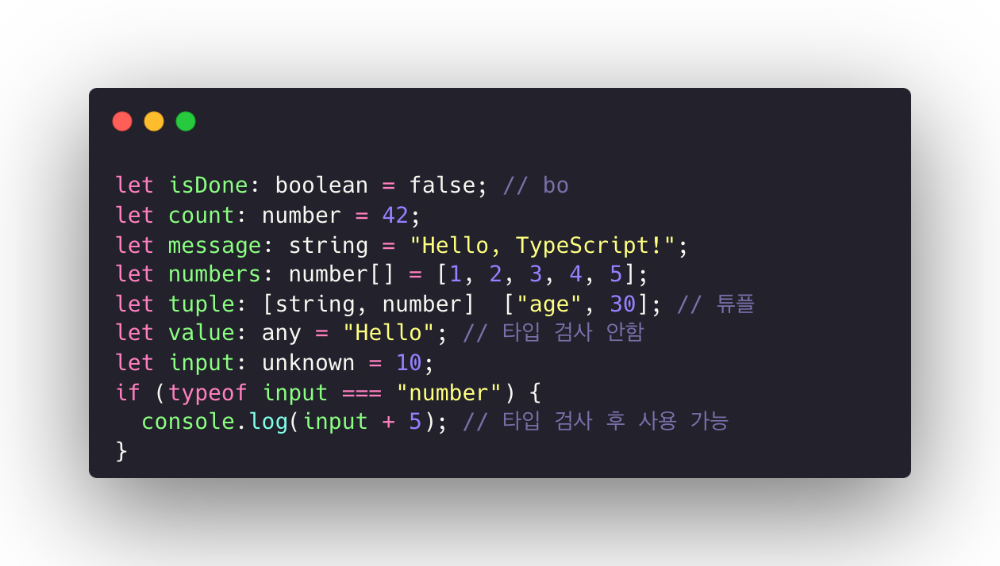 let isDone: boolean = false; // bo
let count: number = 42;
let message: string = "Hello, TypeScript!";
let numbers: number[] = [1, 2, 3, 4, 5];
let tuple: [string, number]  ["age", 30]; // 튜플
let value: any = "Hello"; // 타입 검사 안함
let input: unknown = 10;
if (typeof input === "number") {
  console.log(input + 5); // 타입 검사 후 사용 가능
}